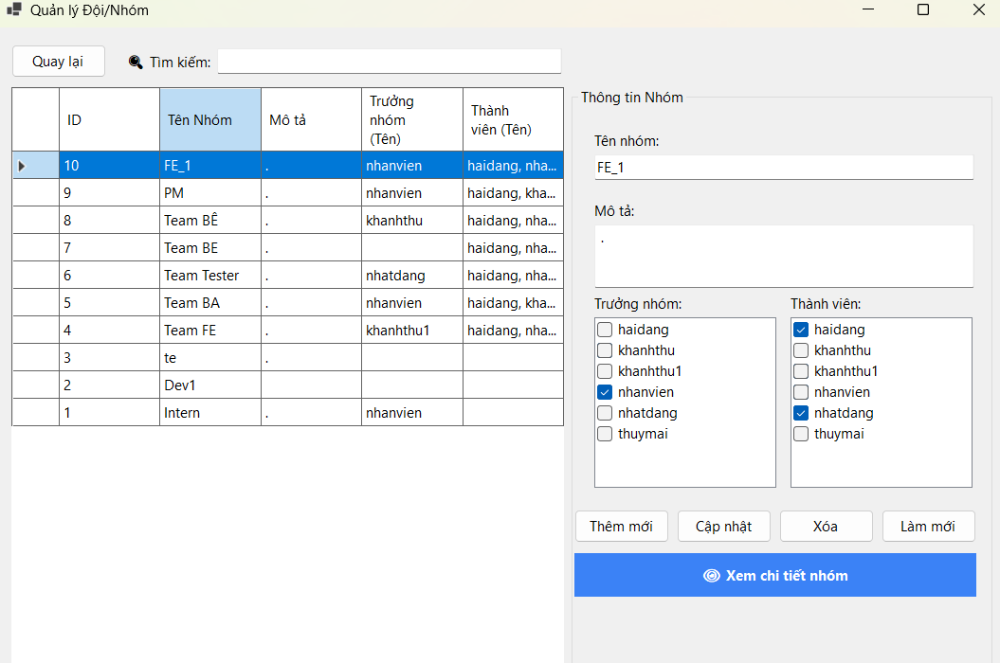 Quản lý Đội/Nhóm
Quay lại
Tìm kiếm:
ID Tên Nhóm Mô tả Trưởng nhóm (Tên) Thành viên (Tên)
10 FE_1 . nhanvien haidang, nha...
9 PM . nhanvien haidang, kha...
8 Team BÊ . khanhthu haidang, nha...
7 Team BE . haidang, nha...
6 Team Tester . nhatdang haidang, nha...
5 Team BA . nhanvien haidang, kha...
4 Team FE . khanhthu1 haidang, nha...
3 te .
2 Dev1
1 Intern . nhanvien
Thông tin Nhóm
Tên nhóm:
FE_1
Mô tả:
.
Trưởng nhóm:
haidang
khanhthu
khanhthu1
nhanvien
nhatdang
thuymai
Thành viên:
haidang
khanhthu
khanhthu1
nhanvien
nhatdang
thuymai
Thêm mới
Cập nhật
Xóa
Làm mới
Xem chi tiết nhóm